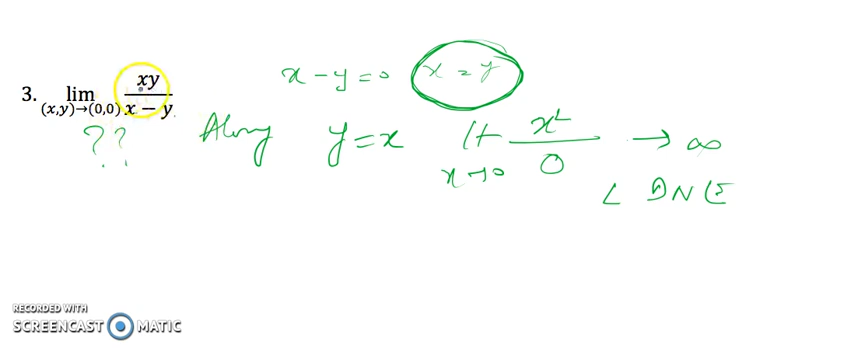 x - y = 0 x = y
3. lim (x,y)→(0,0) xy / x − y
?? Along y = x lt x→0 x² / 0 → ∞
L DNE
RECORDED WITH
SCREENCAST MATIC